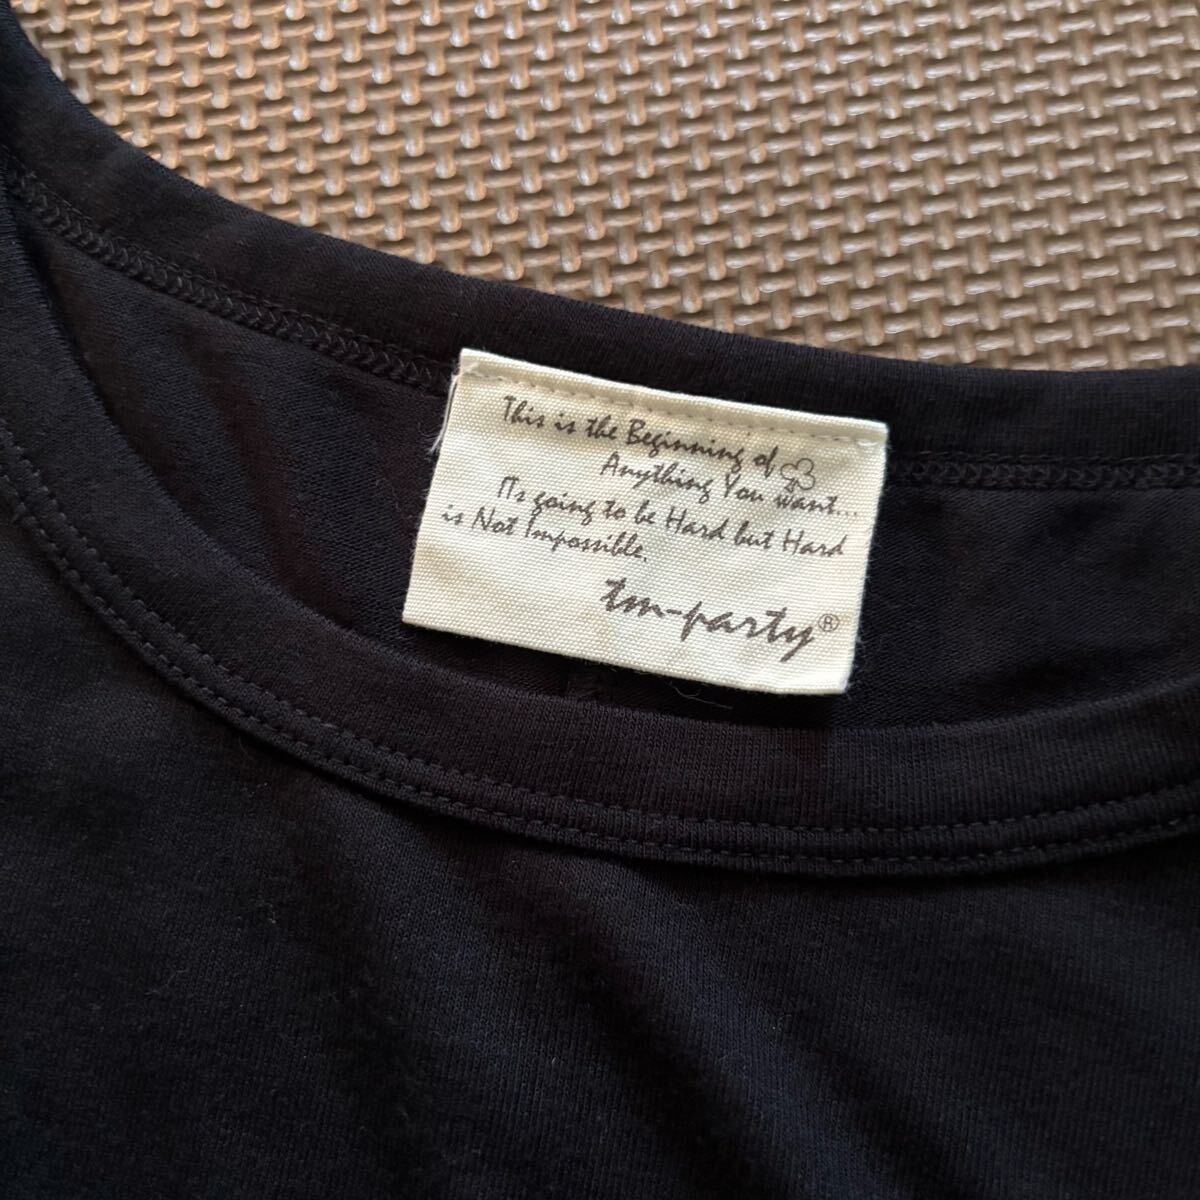 This is the Beginning of
Anything You want...
ITs going to be Hard but Hard
is Not Impossible.
tm-party®